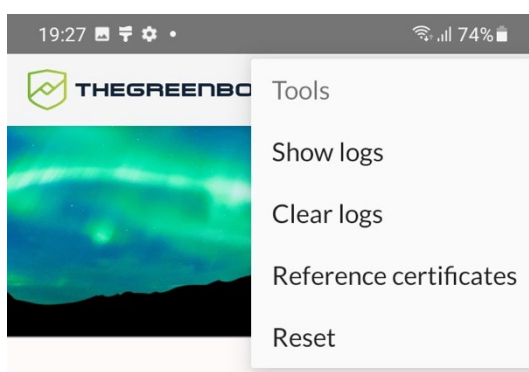 19:27 74%
THEGREENBO
Tools
Show logs
Clear logs
Reference certificates
Reset